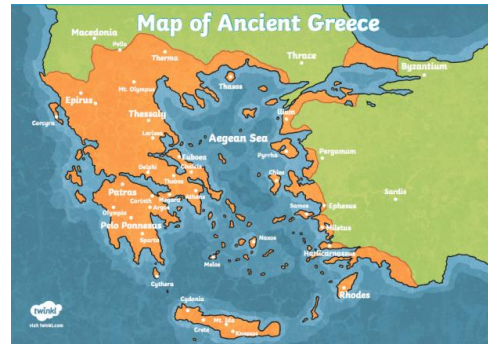 Map of Ancient Greece
Macedonia
Pella
Therma
Thrace
Byzantium
Thasos
Mt. Olympus
Epirus
Corcyra
Thessaly
Larissa
Ilium
Aegean Sea
Pyrrha
Pergamum
Euboea
Chalcis
Delphi
Thebes
Chios
Patras
Sardis
Corinth
Megara
Athens
Olympia
Argos
Samos
Ephesus
Pelo Ponnesus
Miletus
Sparta
Naxos
Halicarnassus
Melos
Cythera
Rhodes
Cydonia
Mt. Ida
Crete
Knossos
twinkl
visit twinkl.com